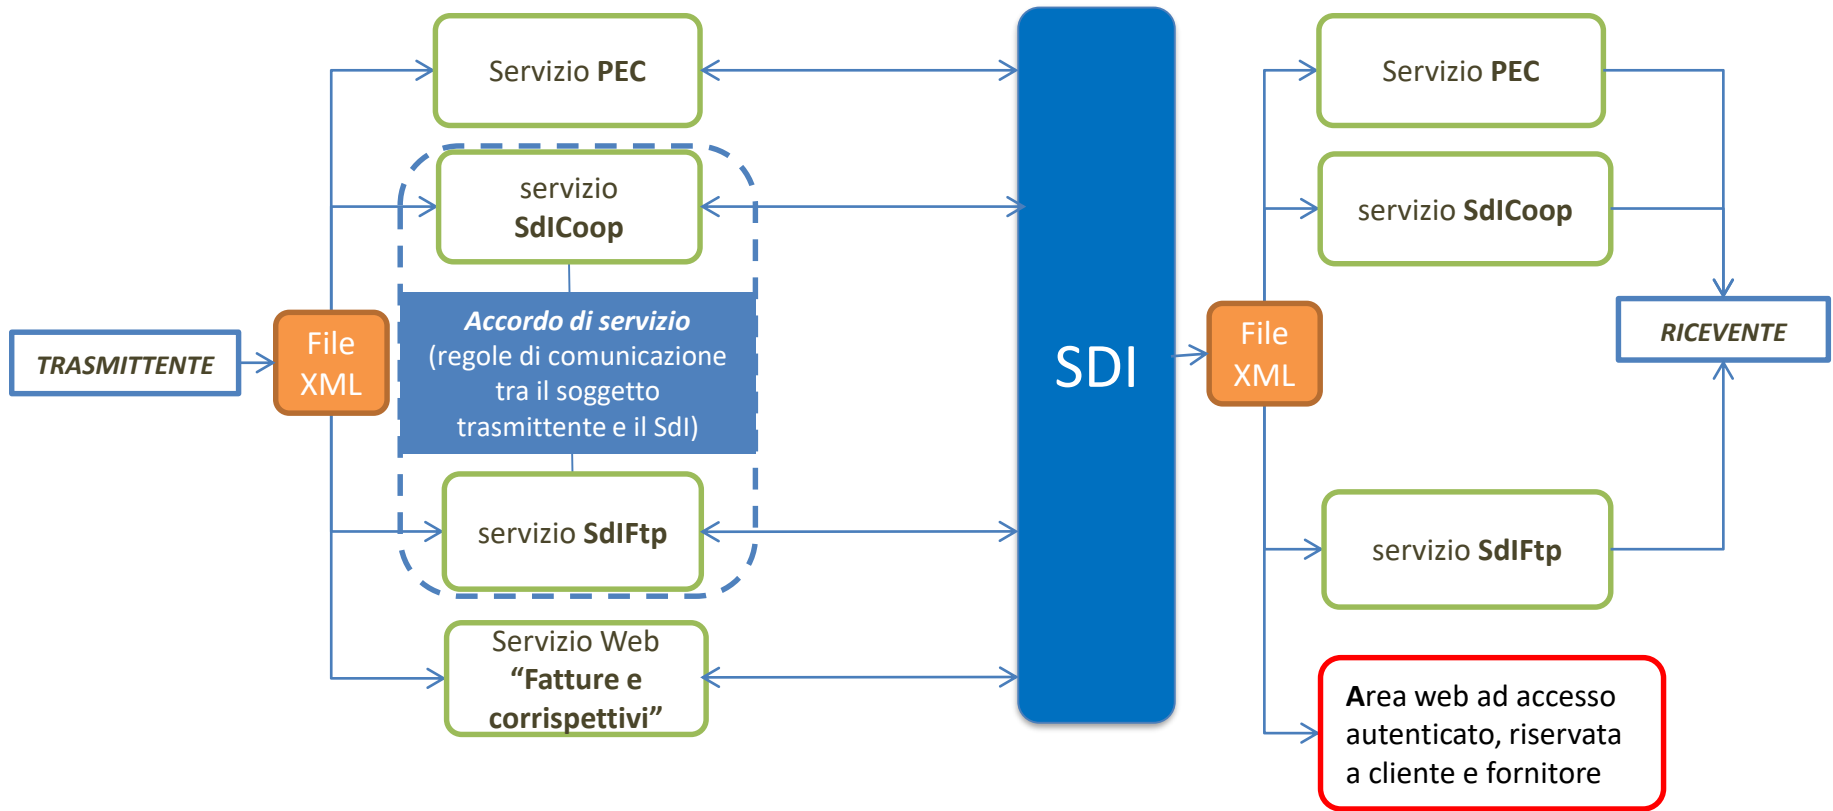 TRASMITTENTE
File
XML
Servizio PEC
servizio
SdICoop
Accordo di servizio
(regole di comunicazione
tra il soggetto
trasmittente e il SdI)
servizio SdIFtp
Servizio Web
“Fatture e
corrispettivi”
SDI
File
XML
Servizio PEC
servizio SdICoop
servizio SdIFtp
Area web ad accesso
autenticato, riservata
a cliente e fornitore
RICEVENTE